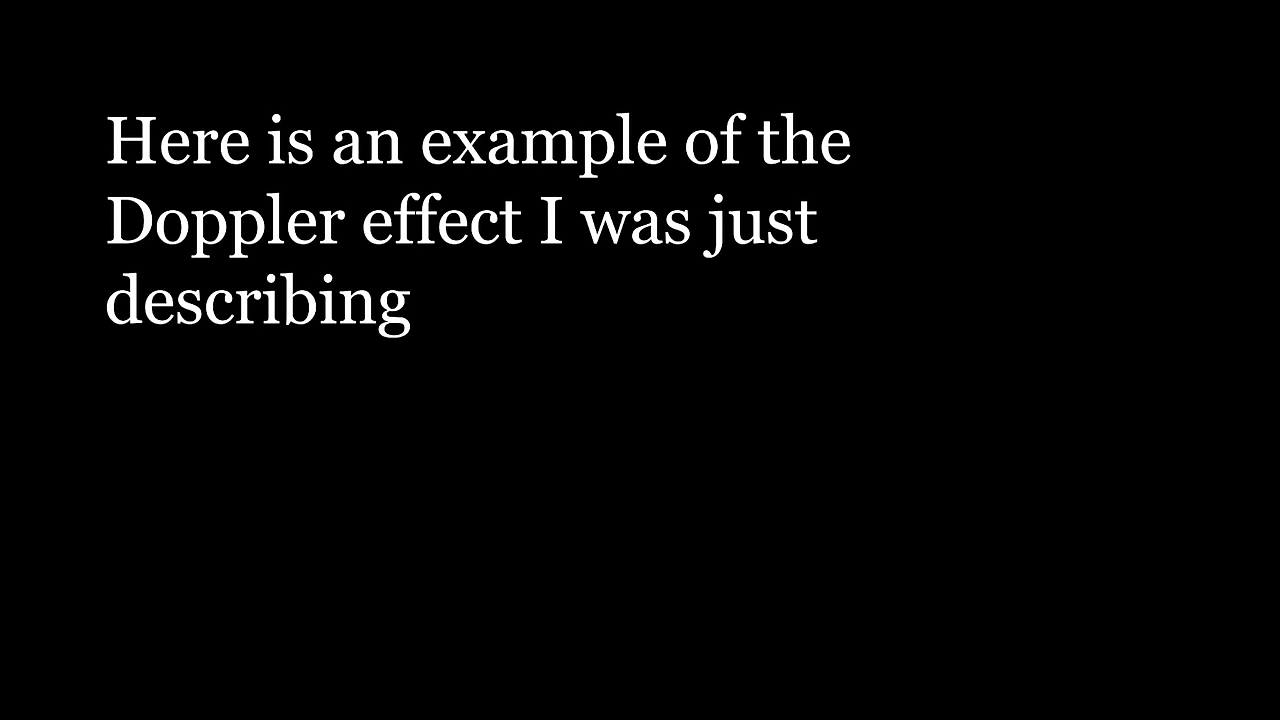 Here is an example of the
Doppler effect I was just
describing